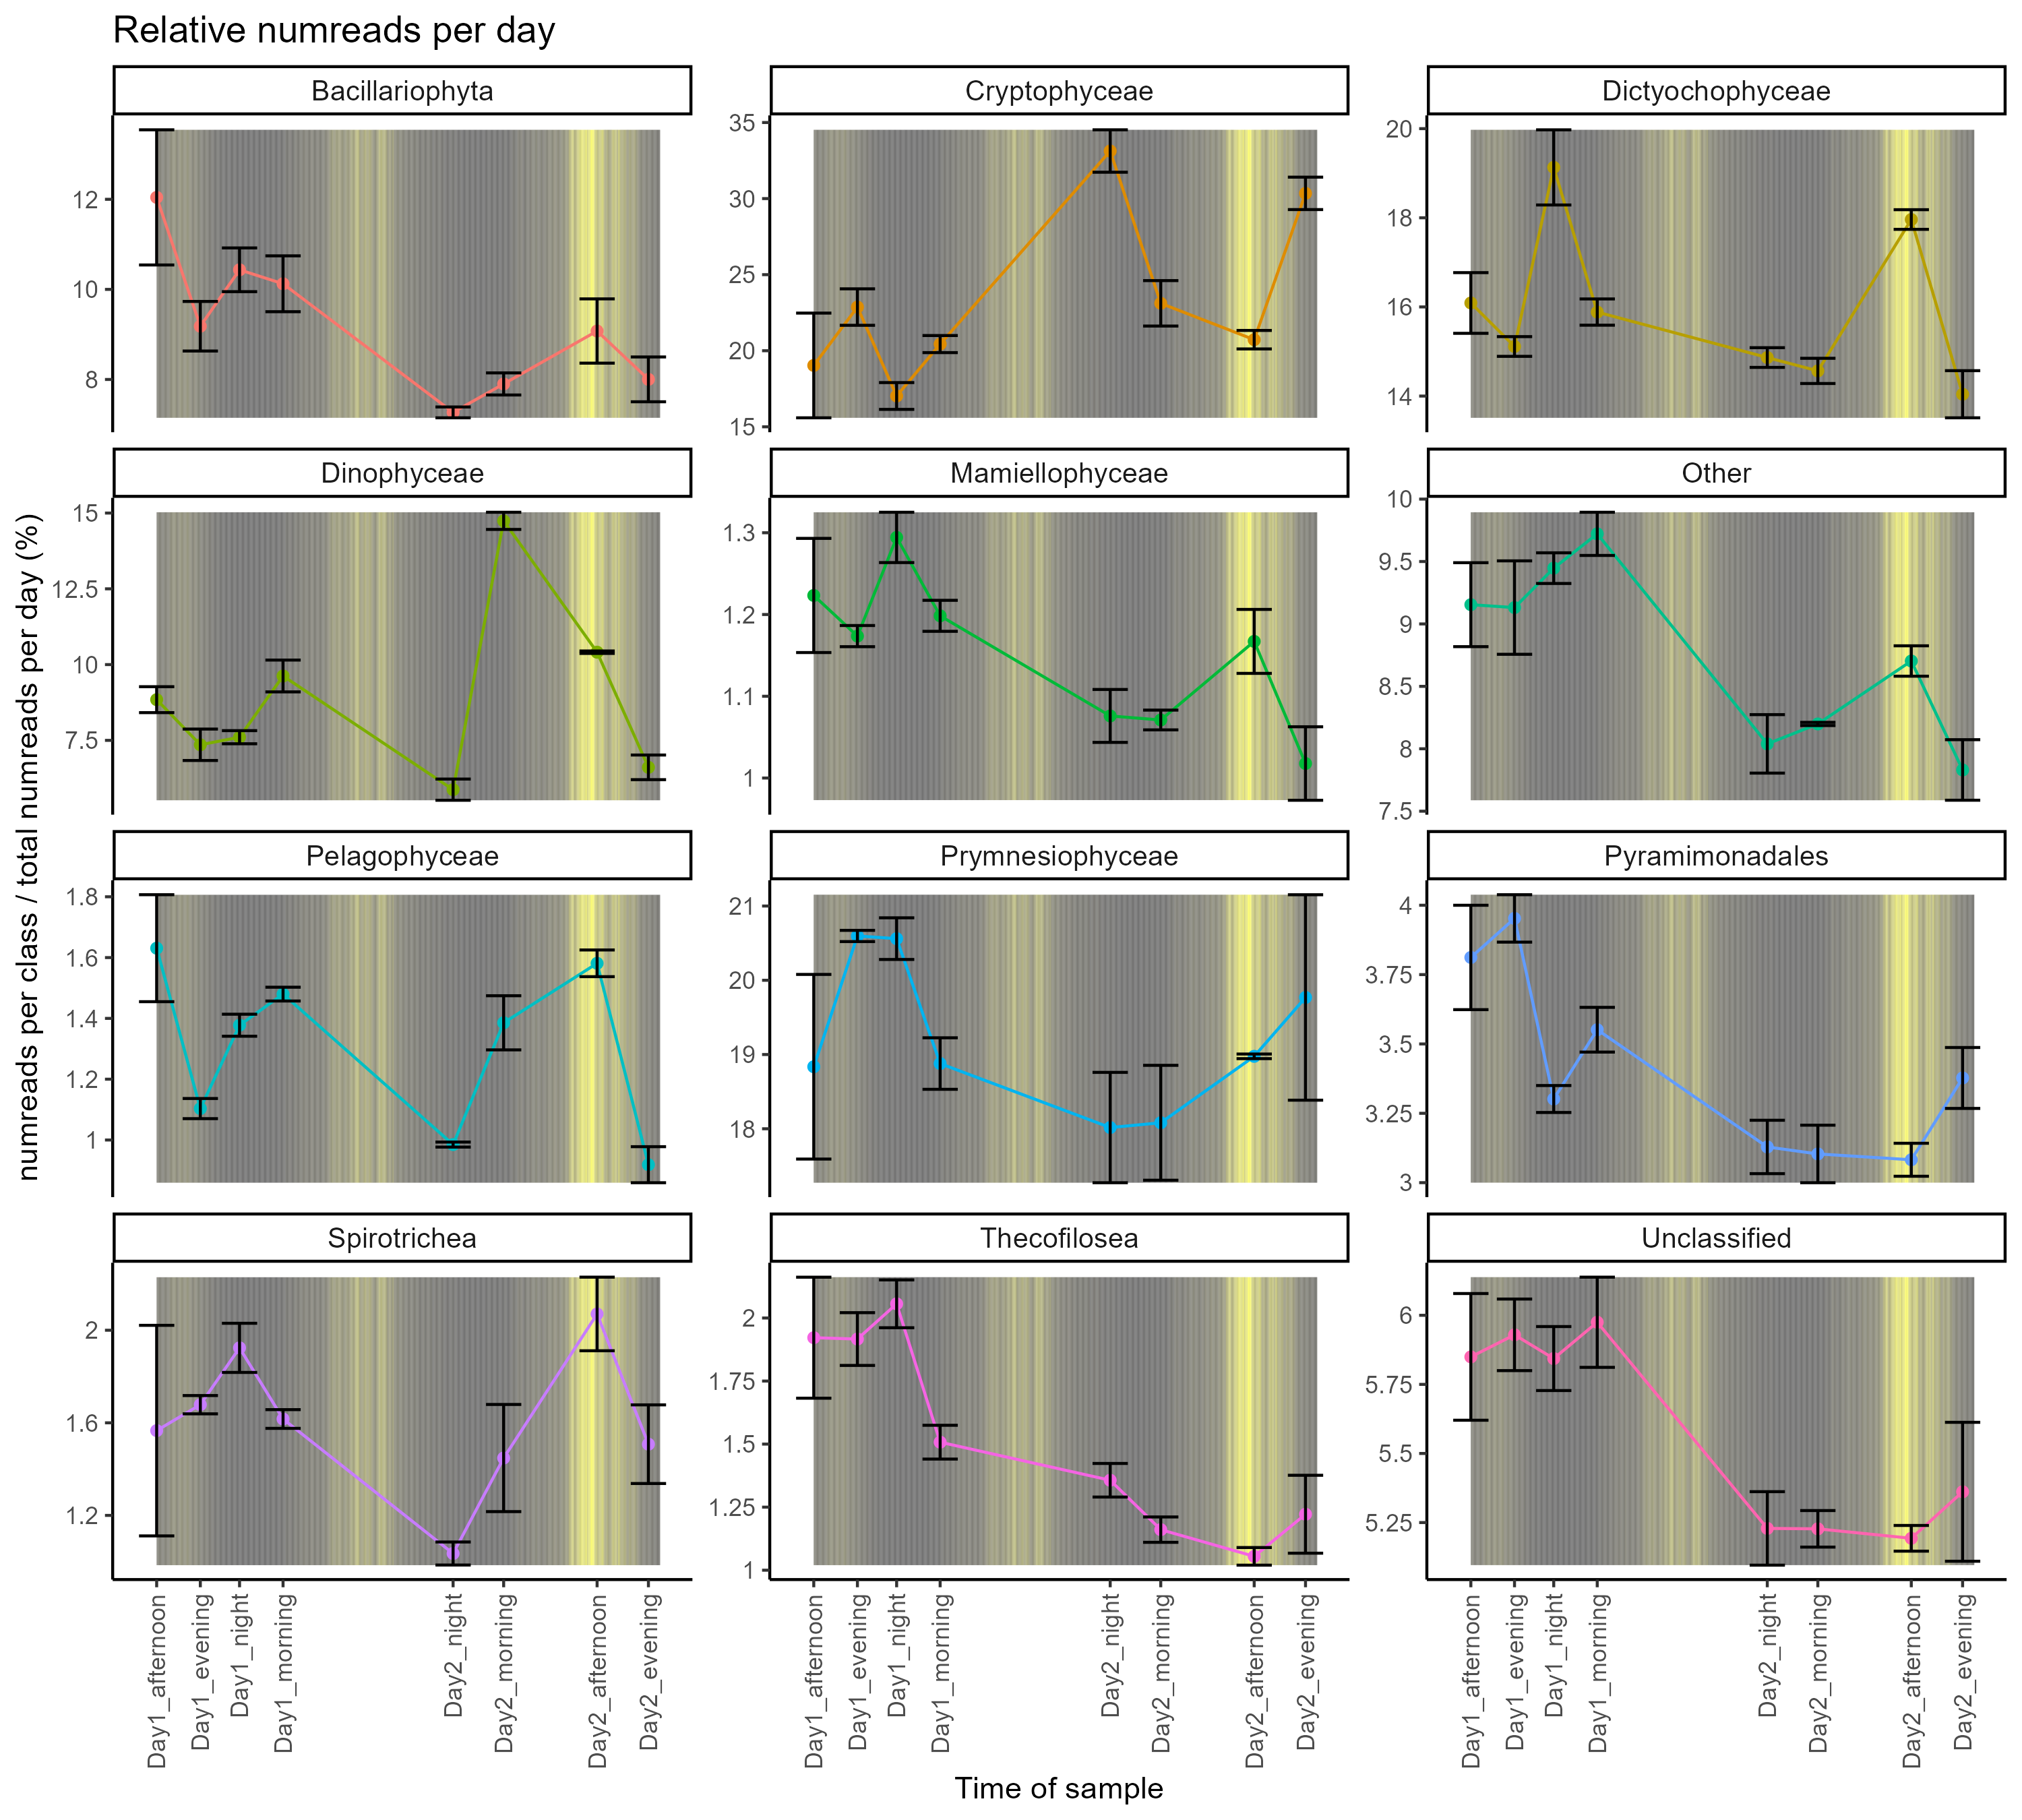 Relative numreads per day
Bacillariophyta
Cryptophyceae
Dictyochophyceae
12
10
8
35
30
25
20
15
20
18
16
14
Dinophyceae
Mamiellophyceae
Other
15
12.5
10
7.5
1.3
1.2
1.1
1
10
9.5
9
8.5
8
7.5
numreads per class / total numreads per day (%)
Pelagophyceae
Prymnesiophyceae
Pyramimonadales
1.8
1.6
1.4
1.2
1
21
20
19
18
4
3.75
3.5
3.25
3
Spirotrichea
Thecofilosea
Unclassified
2
1.6
1.2
2
1.75
1.5
1.25
1
6
5.75
5.5
5.25
Day1_afternoon
Day1_evening
Day1_night
Day1_morning
Day2_night
Day2_morning
Day2_afternoon
Day2_evening
Day1_afternoon
Day1_evening
Day1_night
Day1_morning
Day2_night
Day2_morning
Day2_afternoon
Day2_evening
Day1_afternoon
Day1_evening
Day1_night
Day1_morning
Day2_night
Day2_morning
Day2_afternoon
Day2_evening
Time of sample